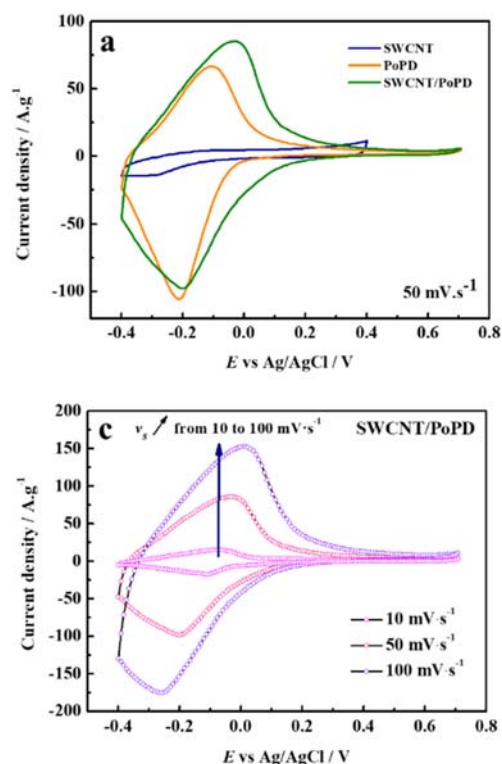 a
SWCNT
PoPD
SWCNT/PoPD
Current density / A.g⁻¹
100
50
0
-50
-100
50 mV.s⁻¹
-0.4 -0.2 0.0 0.2 0.4 0.6 0.8
E vs Ag/AgCl / V
c
νs ↗ from 10 to 100 mV·s⁻¹
SWCNT/PoPD
Current density / A.g⁻¹
200
150
100
50
0
-50
-100
-150
-200
10 mV·s⁻¹
50 mV·s⁻¹
100 mV·s⁻¹
-0.4 -0.2 0.0 0.2 0.4 0.6 0.8
E vs Ag/AgCl / V